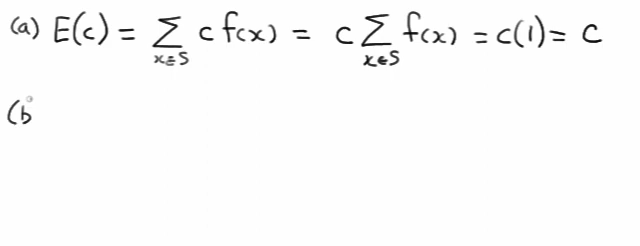 (a) E(c) = ∑ c f(x) = c ∑ f(x) = c(1) = c
x∈S x∈S
(b